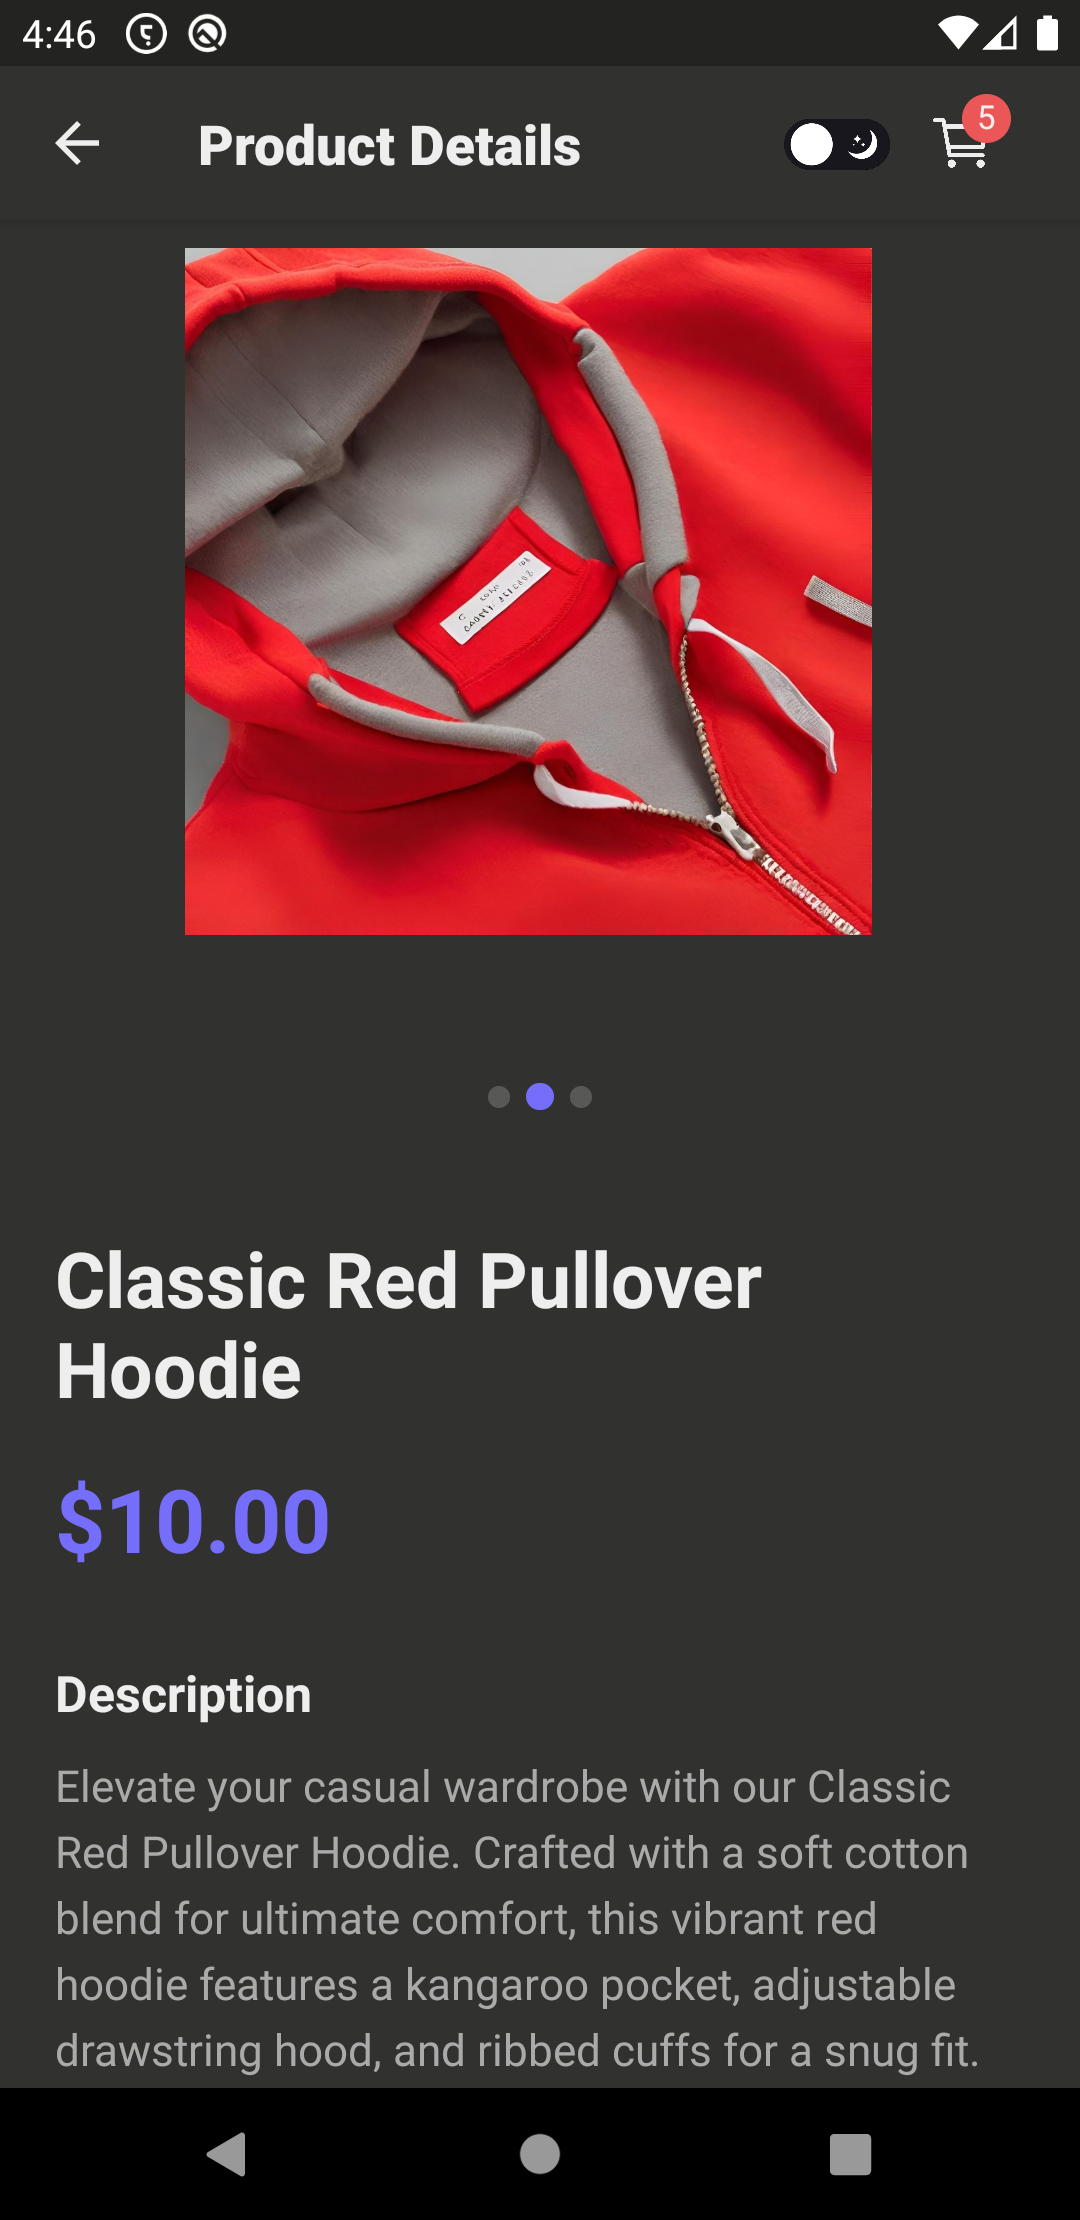 4:46
Product Details
5
Classic Red Pullover
Hoodie
$10.00
Description
Elevate your casual wardrobe with our Classic
Red Pullover Hoodie. Crafted with a soft cotton
blend for ultimate comfort, this vibrant red
hoodie features a kangaroo pocket, adjustable
drawstring hood, and ribbed cuffs for a snug fit.